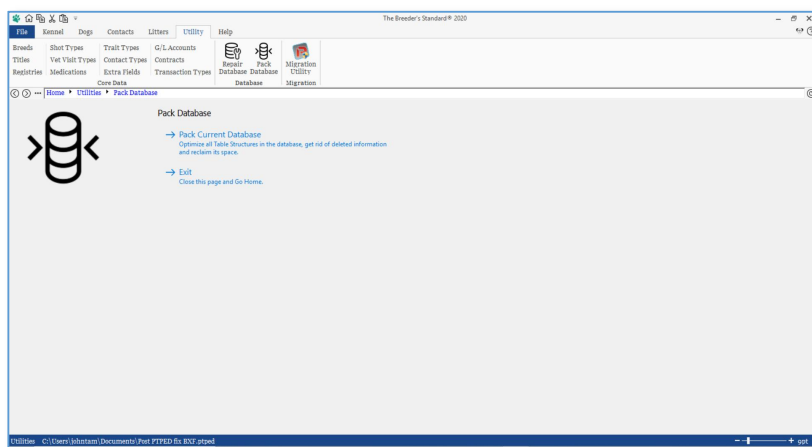 The Breeder's Standard® 2020
File Kennel Dogs Contacts Litters Utility Help
Breeds Shot Types Trait Types G/L Accounts
Titles Vet Visit Types Contact Types Contracts
Registries Medications Extra Fields Transaction Types
Repair Database Pack Database Migration Utility
Core Data Database Migration
Home Utilities Pack Database
Pack Database
Pack Current Database
Optimize all Table Structures in the database, get rid of deleted information
and reclaim its space.
Exit
Close this page and Go Home.
Utilities C:\Users\johntam\Documents\Post PTPED fix BXF.ptped 9pt